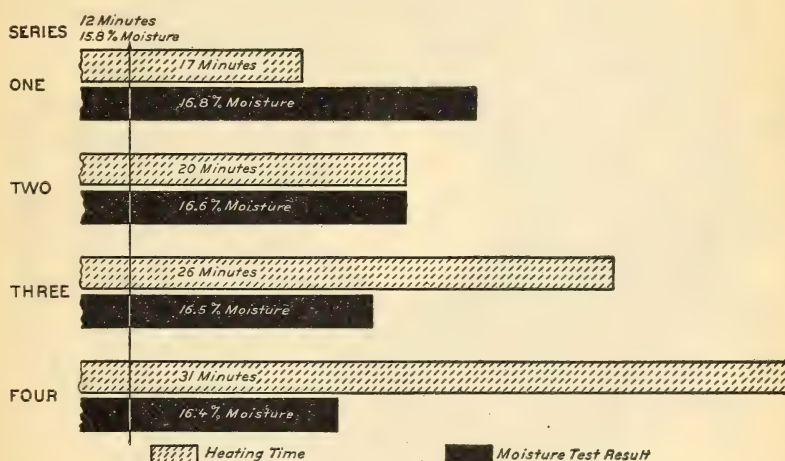 12 Minutes
SERIES 15.8% Moisture
17 Minutes
ONE
16.8% Moisture
20 Minutes
TWO
16.6% Moisture
26 Minutes
THREE
16.5% Moisture
31 Minutes
FOUR
16.4% Moisture
Heating Time
Moisture Test Result